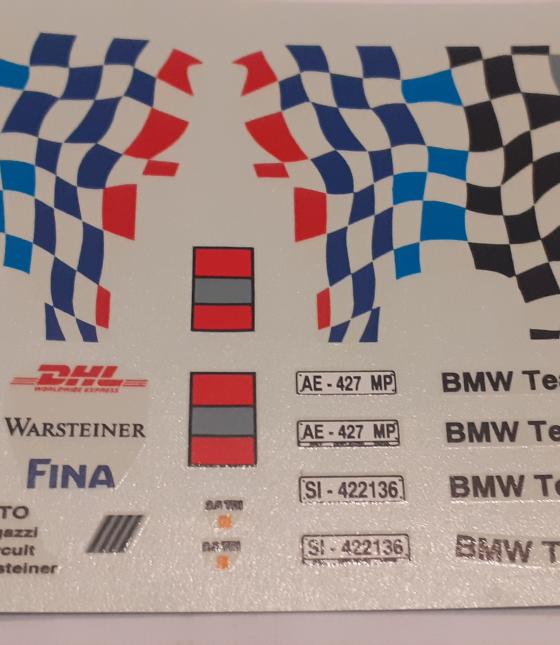 DHL
WORLDWIDE EXPRESS
WARSTEINER
FINA
TO
gazzi
rcuit
steiner
AE - 427 MP
AE - 427 MP
SI - 422136
SI - 422136
BMW Te
BMW Te
BMW Te
BMW T